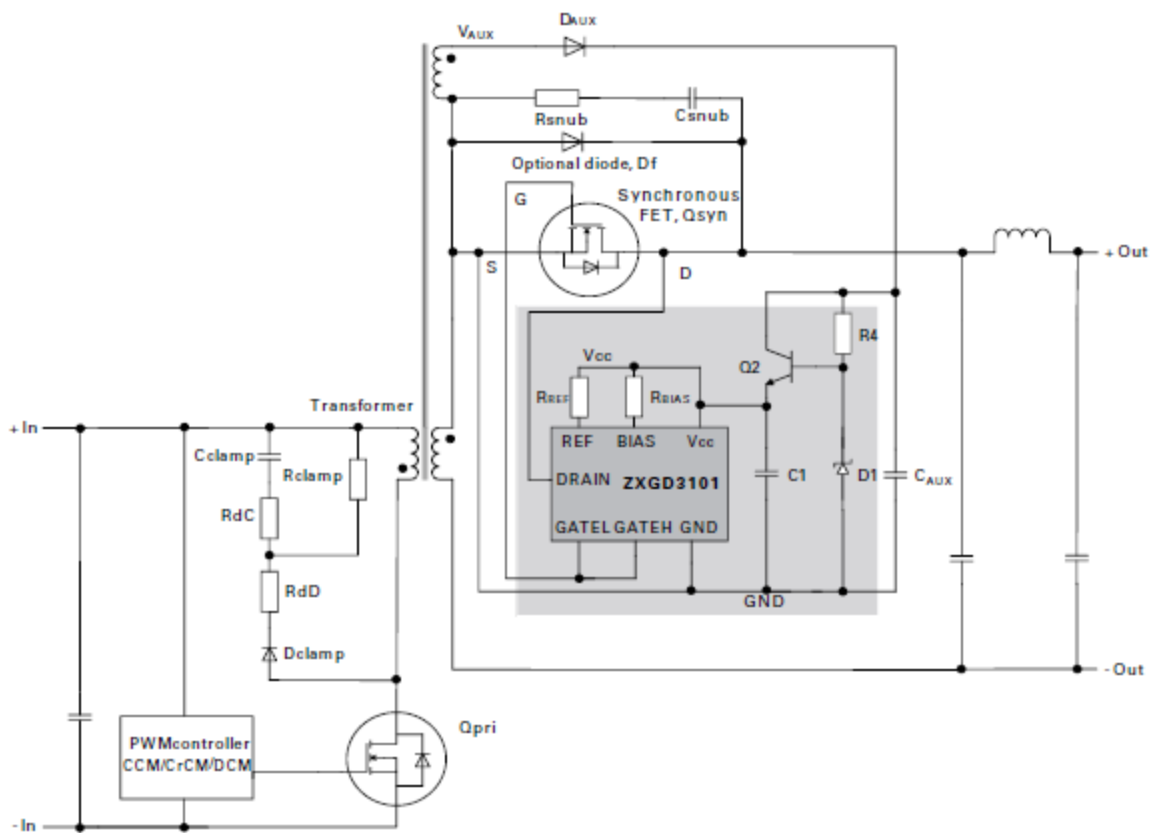 VAUX
DAUX
Rsnub
Csnub
Optional diode, Df
G
Synchronous
FET, Qsyn
S
D
+ Out
R4
Q2
Vcc
RREF
RBIAS
Transformer
+ In
REF BIAS Vcc
Cclamp
Rclamp
DRAIN ZXGD3101
C1
D1
CAUX
RdC
GATEL GATEH GND
RdD
GND
Dclamp
- Out
Qpri
PWMcontroller
CCM/CrCM/DCM
- In